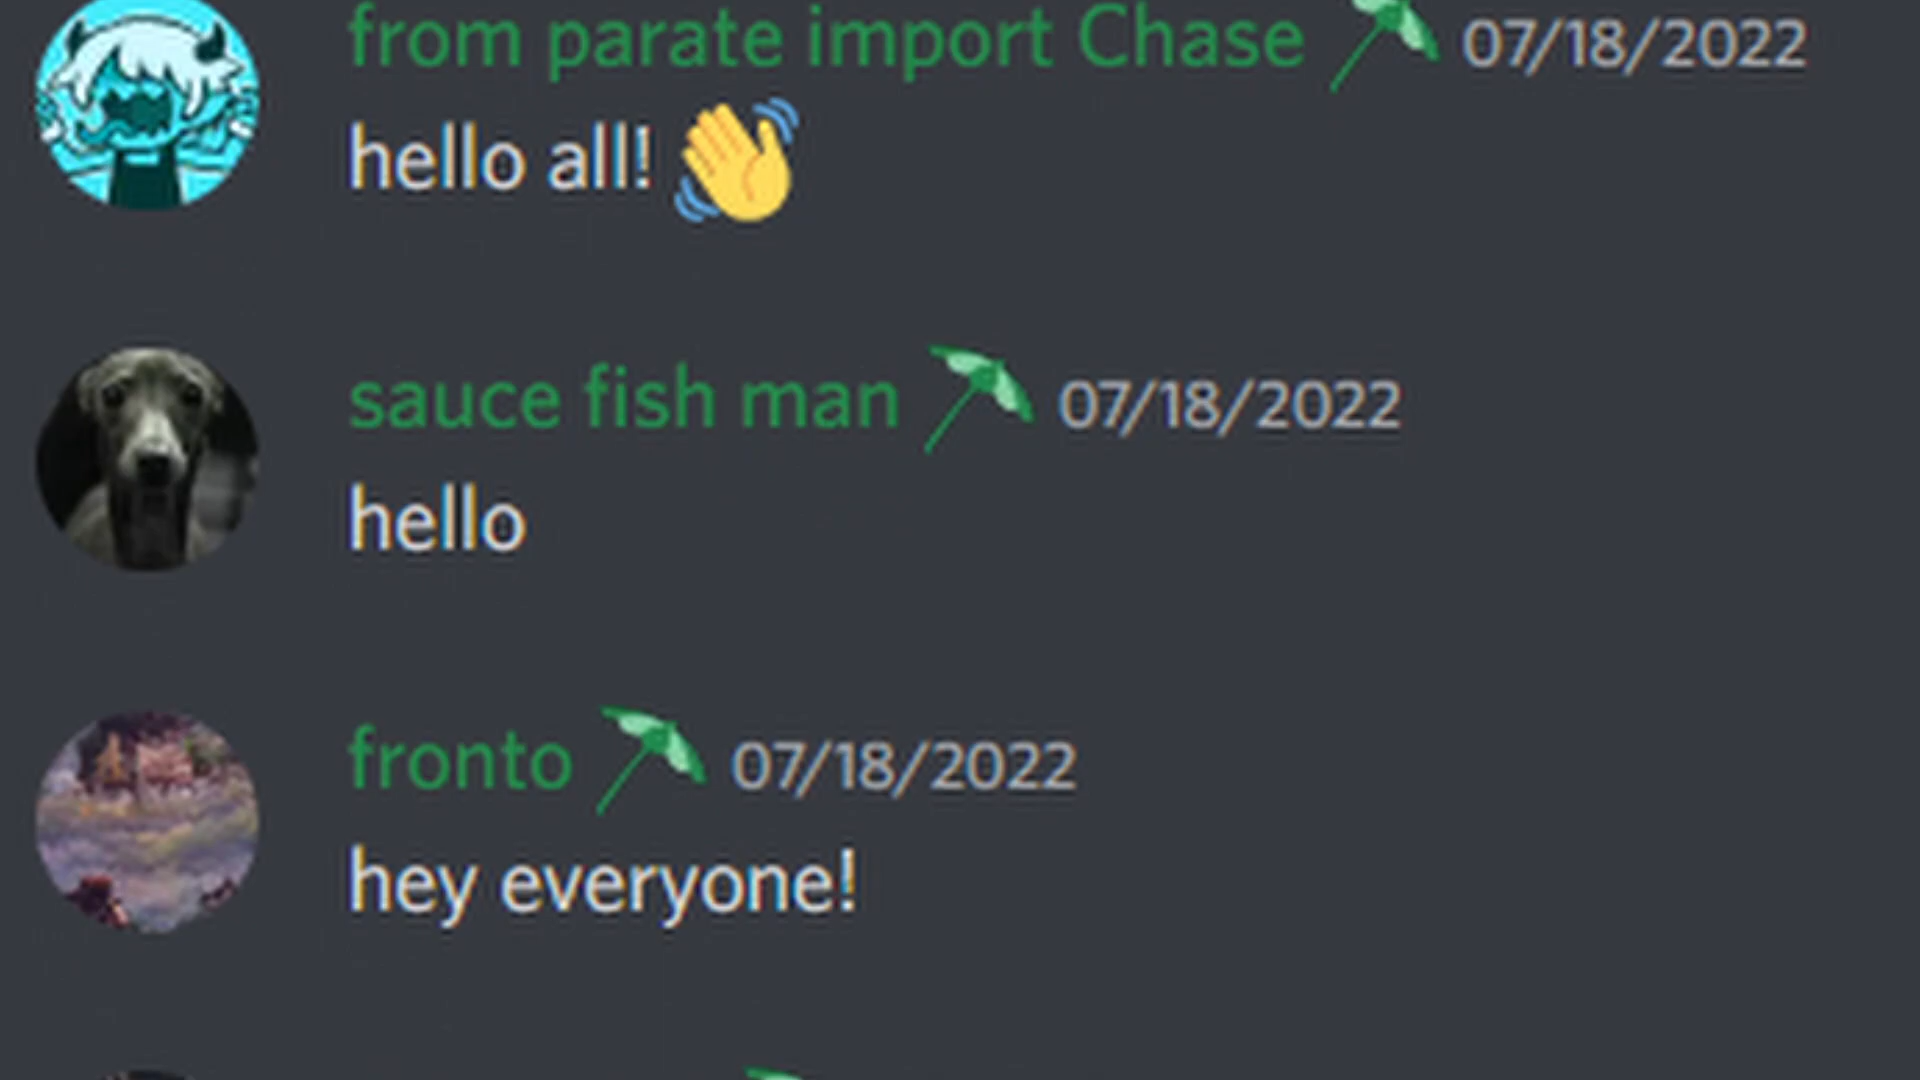 from parate import Chase 07/18/2022
hello all! 👋
sauce fish man 07/18/2022
hello
fronto 07/18/2022
hey everyone!